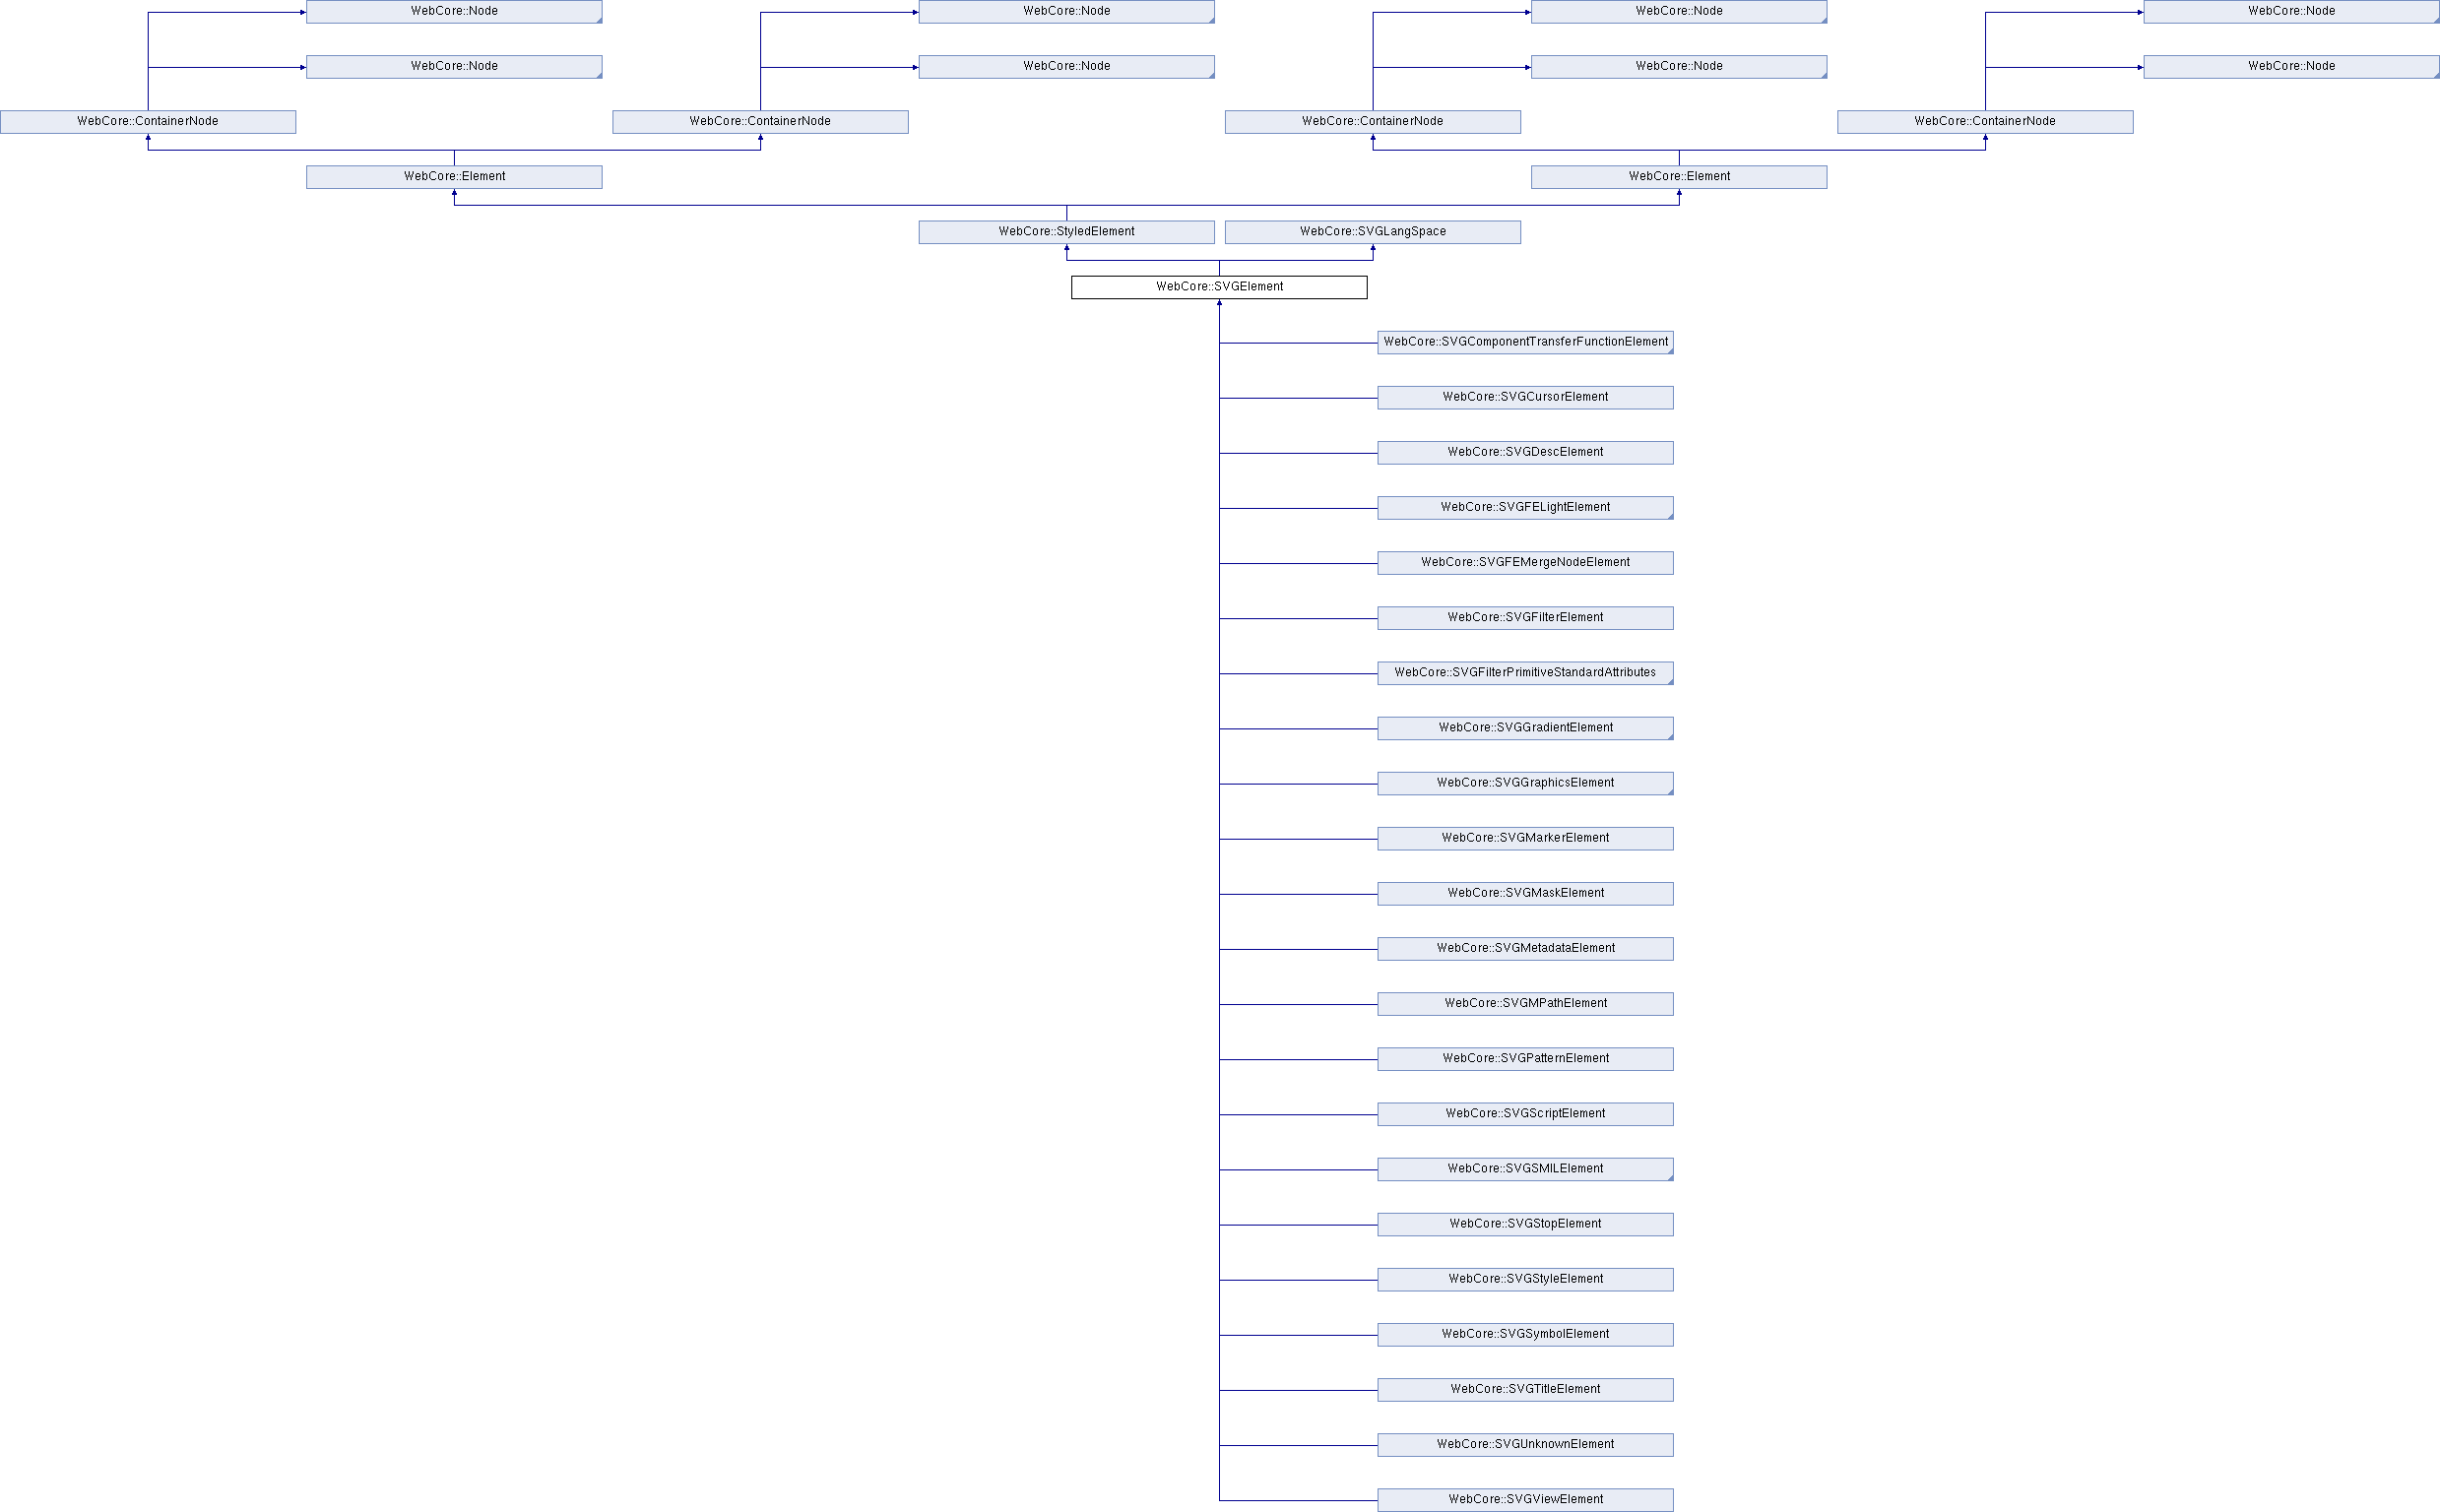 WebCore::Node WebCore::Node WebCore::Node WebCore::Node
WebCore::Node WebCore::Node WebCore::Node WebCore::Node
WebCore::ContainerNode WebCore::ContainerNode WebCore::ContainerNode WebCore::ContainerNode
WebCore::Element WebCore::Element
WebCore::StyledElement WebCore::SVGLangSpace
WebCore::SVGElement
WebCore::SVGComponentTransferFunctionElement
WebCore::SVGCursorElement
WebCore::SVGDescElement
WebCore::SVGFELightElement
WebCore::SVGFEMergeNodeElement
WebCore::SVGFilterElement
WebCore::SVGFilterPrimitiveStandardAttributes
WebCore::SVGGradientElement
WebCore::SVGGraphicsElement
WebCore::SVGMarkerElement
WebCore::SVGMaskElement
WebCore::SVGMetadataElement
WebCore::SVGMPathElement
WebCore::SVGPatternElement
WebCore::SVGScriptElement
WebCore::SVGSMILElement
WebCore::SVGStopElement
WebCore::SVGStyleElement
WebCore::SVGSymbolElement
WebCore::SVGTitleElement
WebCore::SVGUnknownElement
WebCore::SVGViewElement